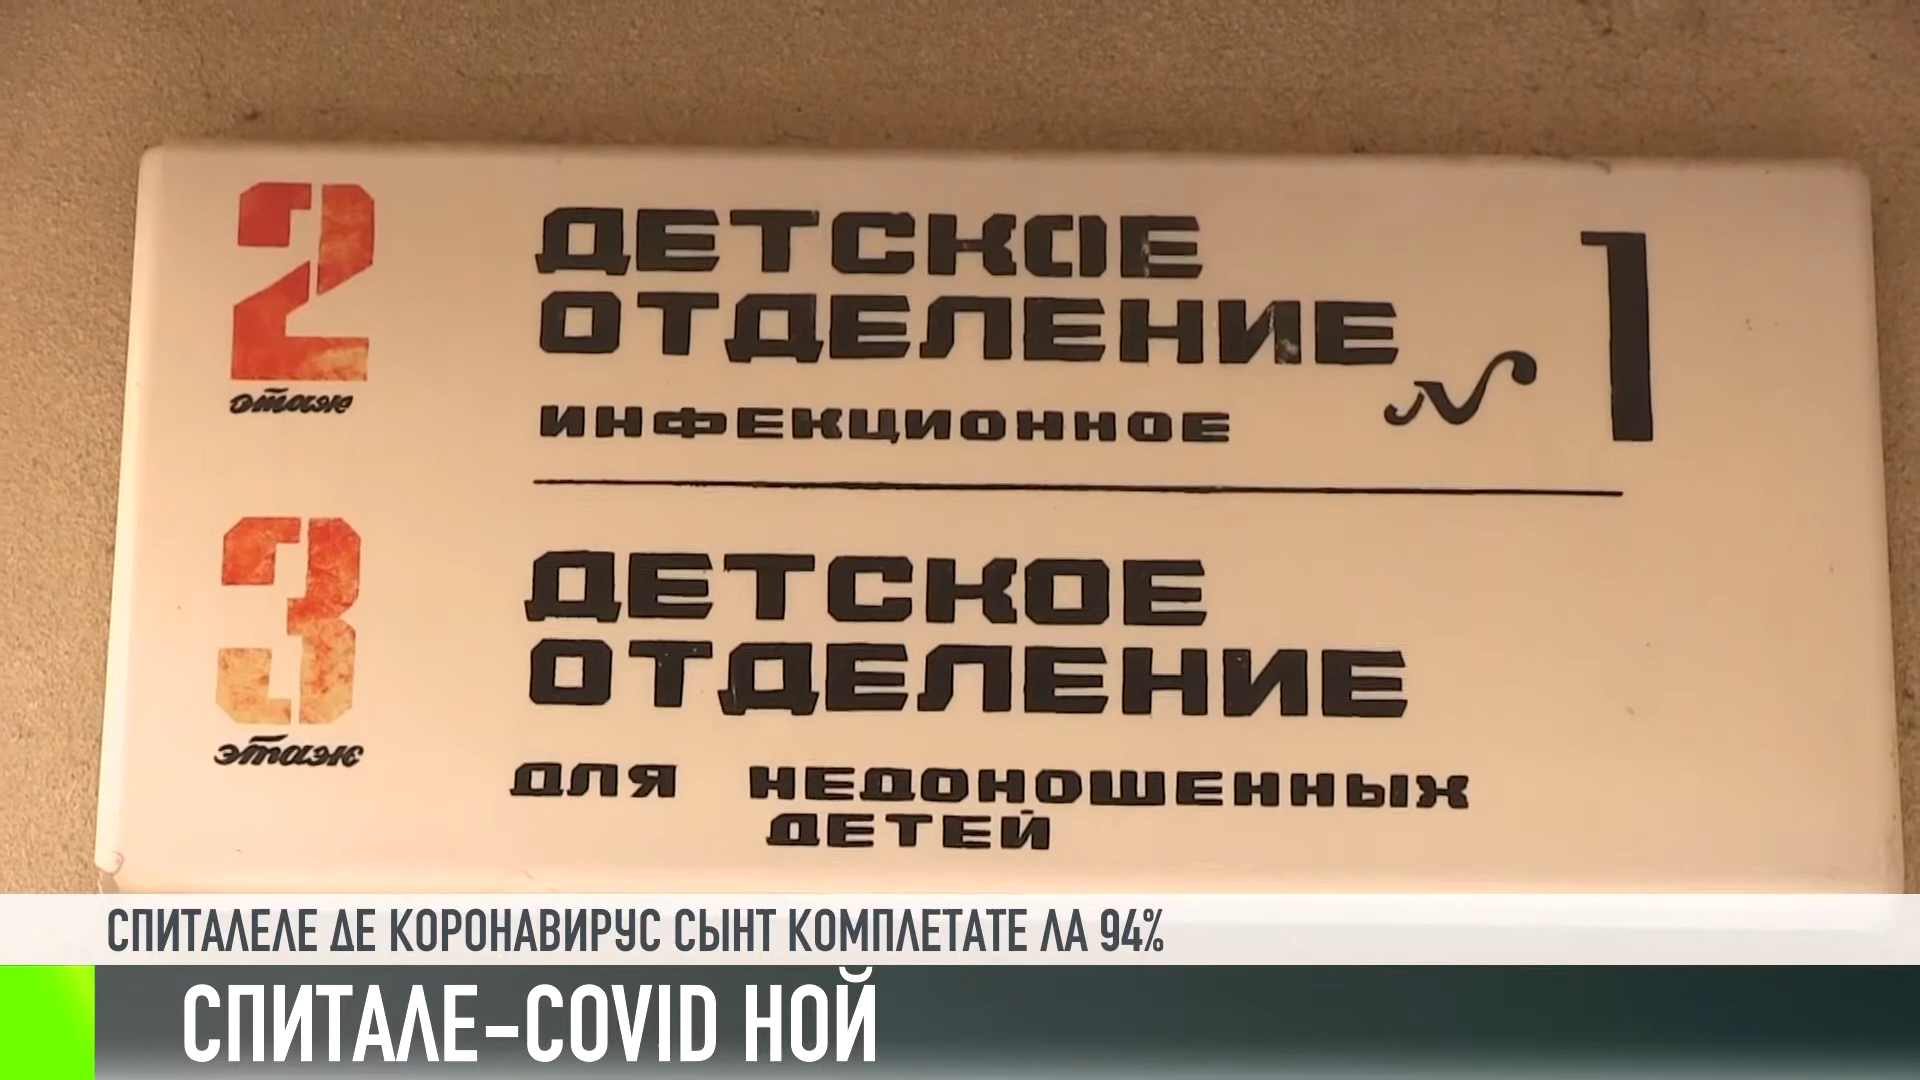 2 ДЕТСКОЕ
ОТДЕЛЕНИЕ № 1
этаж
ИНФЕКЦИОННОЕ
3 ДЕТСКОЕ
ОТДЕЛЕНИЕ
этаж
ДЛЯ НЕДОНОШЕННЫХ
ДЕТЕЙ
СПИТАЛЕЛЕ ДЕ КОРОНАВИРУС СЫНТ КОМПЛЕТАТЕ ЛА 94%
СПИТАЛЕ-COVID НОЙ